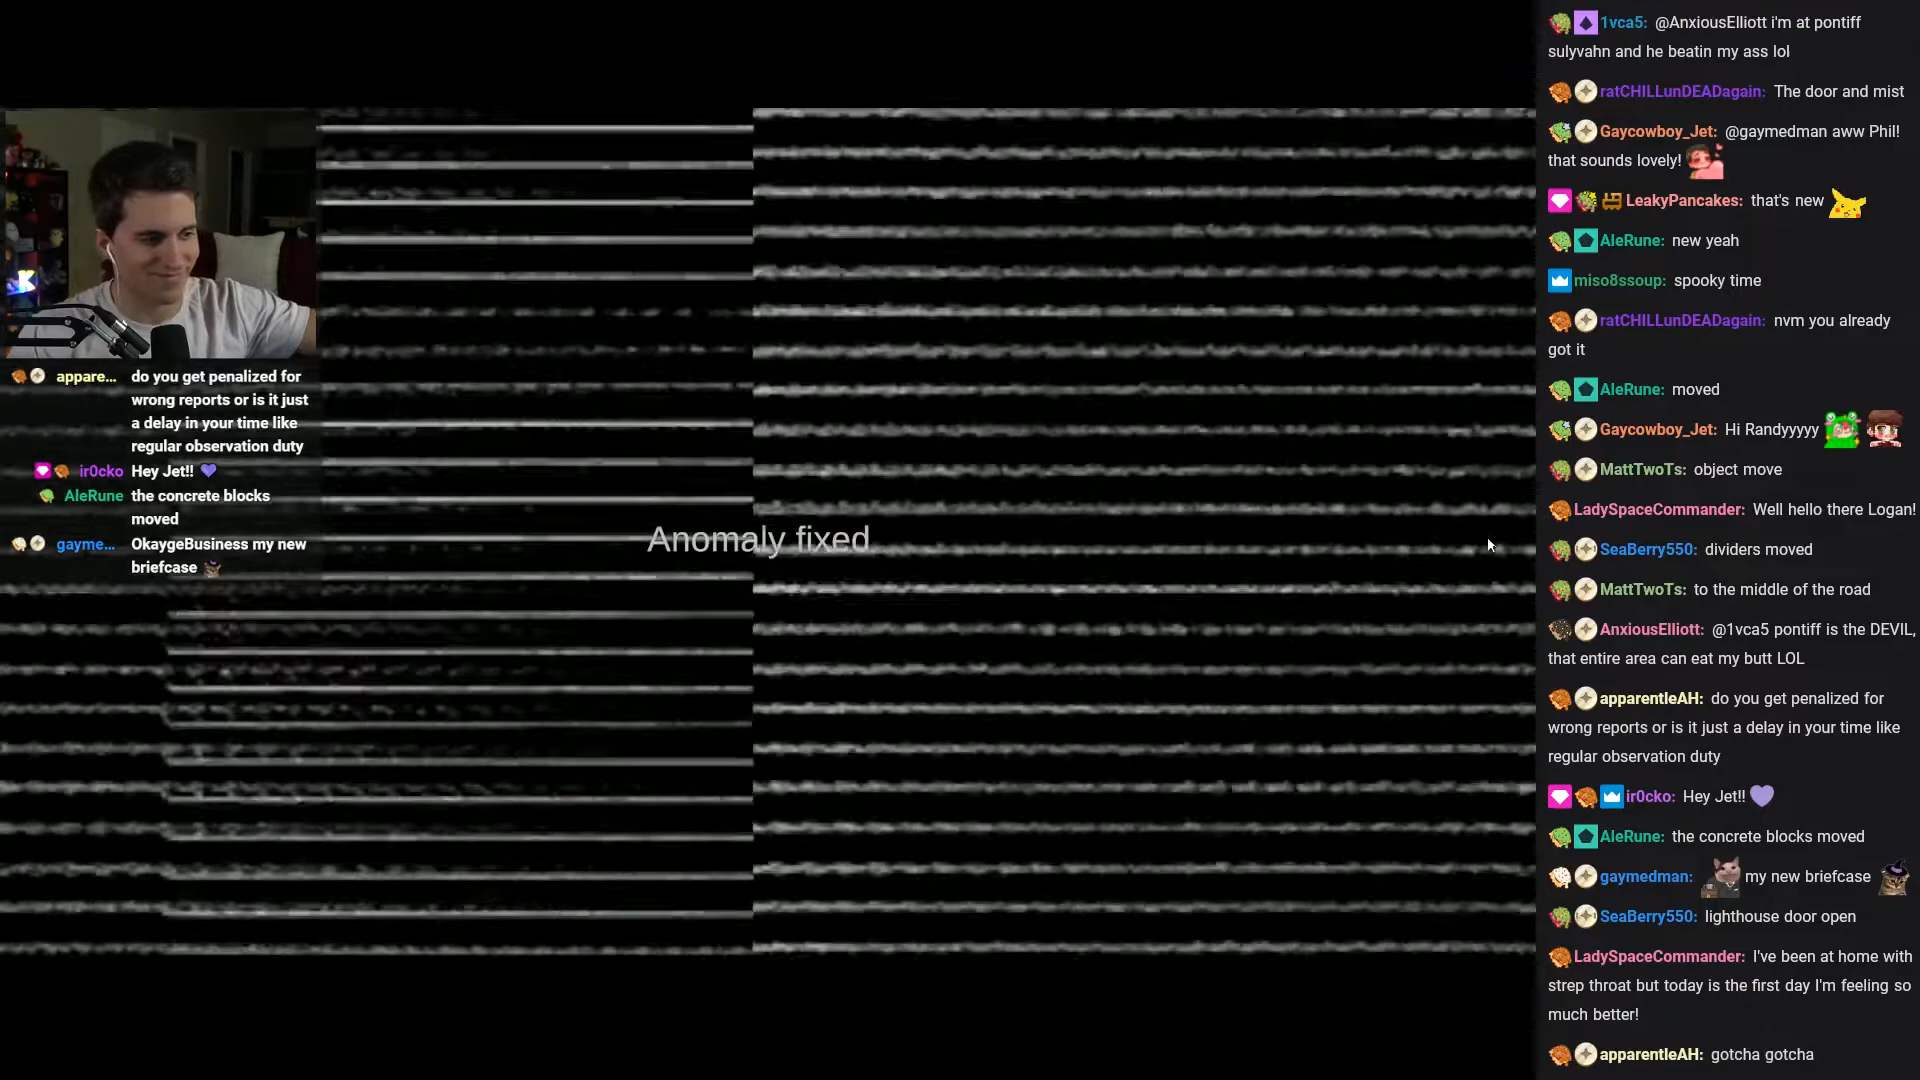 appare... do you get penalized for
wrong reports or is it just
a delay in your time like
regular observation duty
ir0cko Hey Jet!!
AleRune the concrete blocks
moved
gayme... OkaygeBusiness my new
briefcase
Anomaly fixed
1vca5: @AnxiousElliott i'm at pontiff
sulyvahn and he beatin my ass lol
ratCHILLunDEADagain: The door and mist
Gaycowboy_Jet: @gaymedman aww Phil!
that sounds lovely!
LeakyPancakes: that's new
AleRune: new yeah
miso8ssoup: spooky time
ratCHILLunDEADagain: nvm you already
got it
AleRune: moved
Gaycowboy_Jet: Hi Randyyyyy
MattTwoTs: object move
LadySpaceCommander: Well hello there Logan!
SeaBerry550: dividers moved
MattTwoTs: to the middle of the road
AnxiousElliott: @1vca5 pontiff is the DEVIL,
that entire area can eat my butt LOL
apparentleAH: do you get penalized for
wrong reports or is it just a delay in your time like
regular observation duty
ir0cko: Hey Jet!!
AleRune: the concrete blocks moved
gaymedman: my new briefcase
SeaBerry550: lighthouse door open
LadySpaceCommander: I've been at home with
strep throat but today is the first day I'm feeling so
much better!
apparentleAH: gotcha gotcha